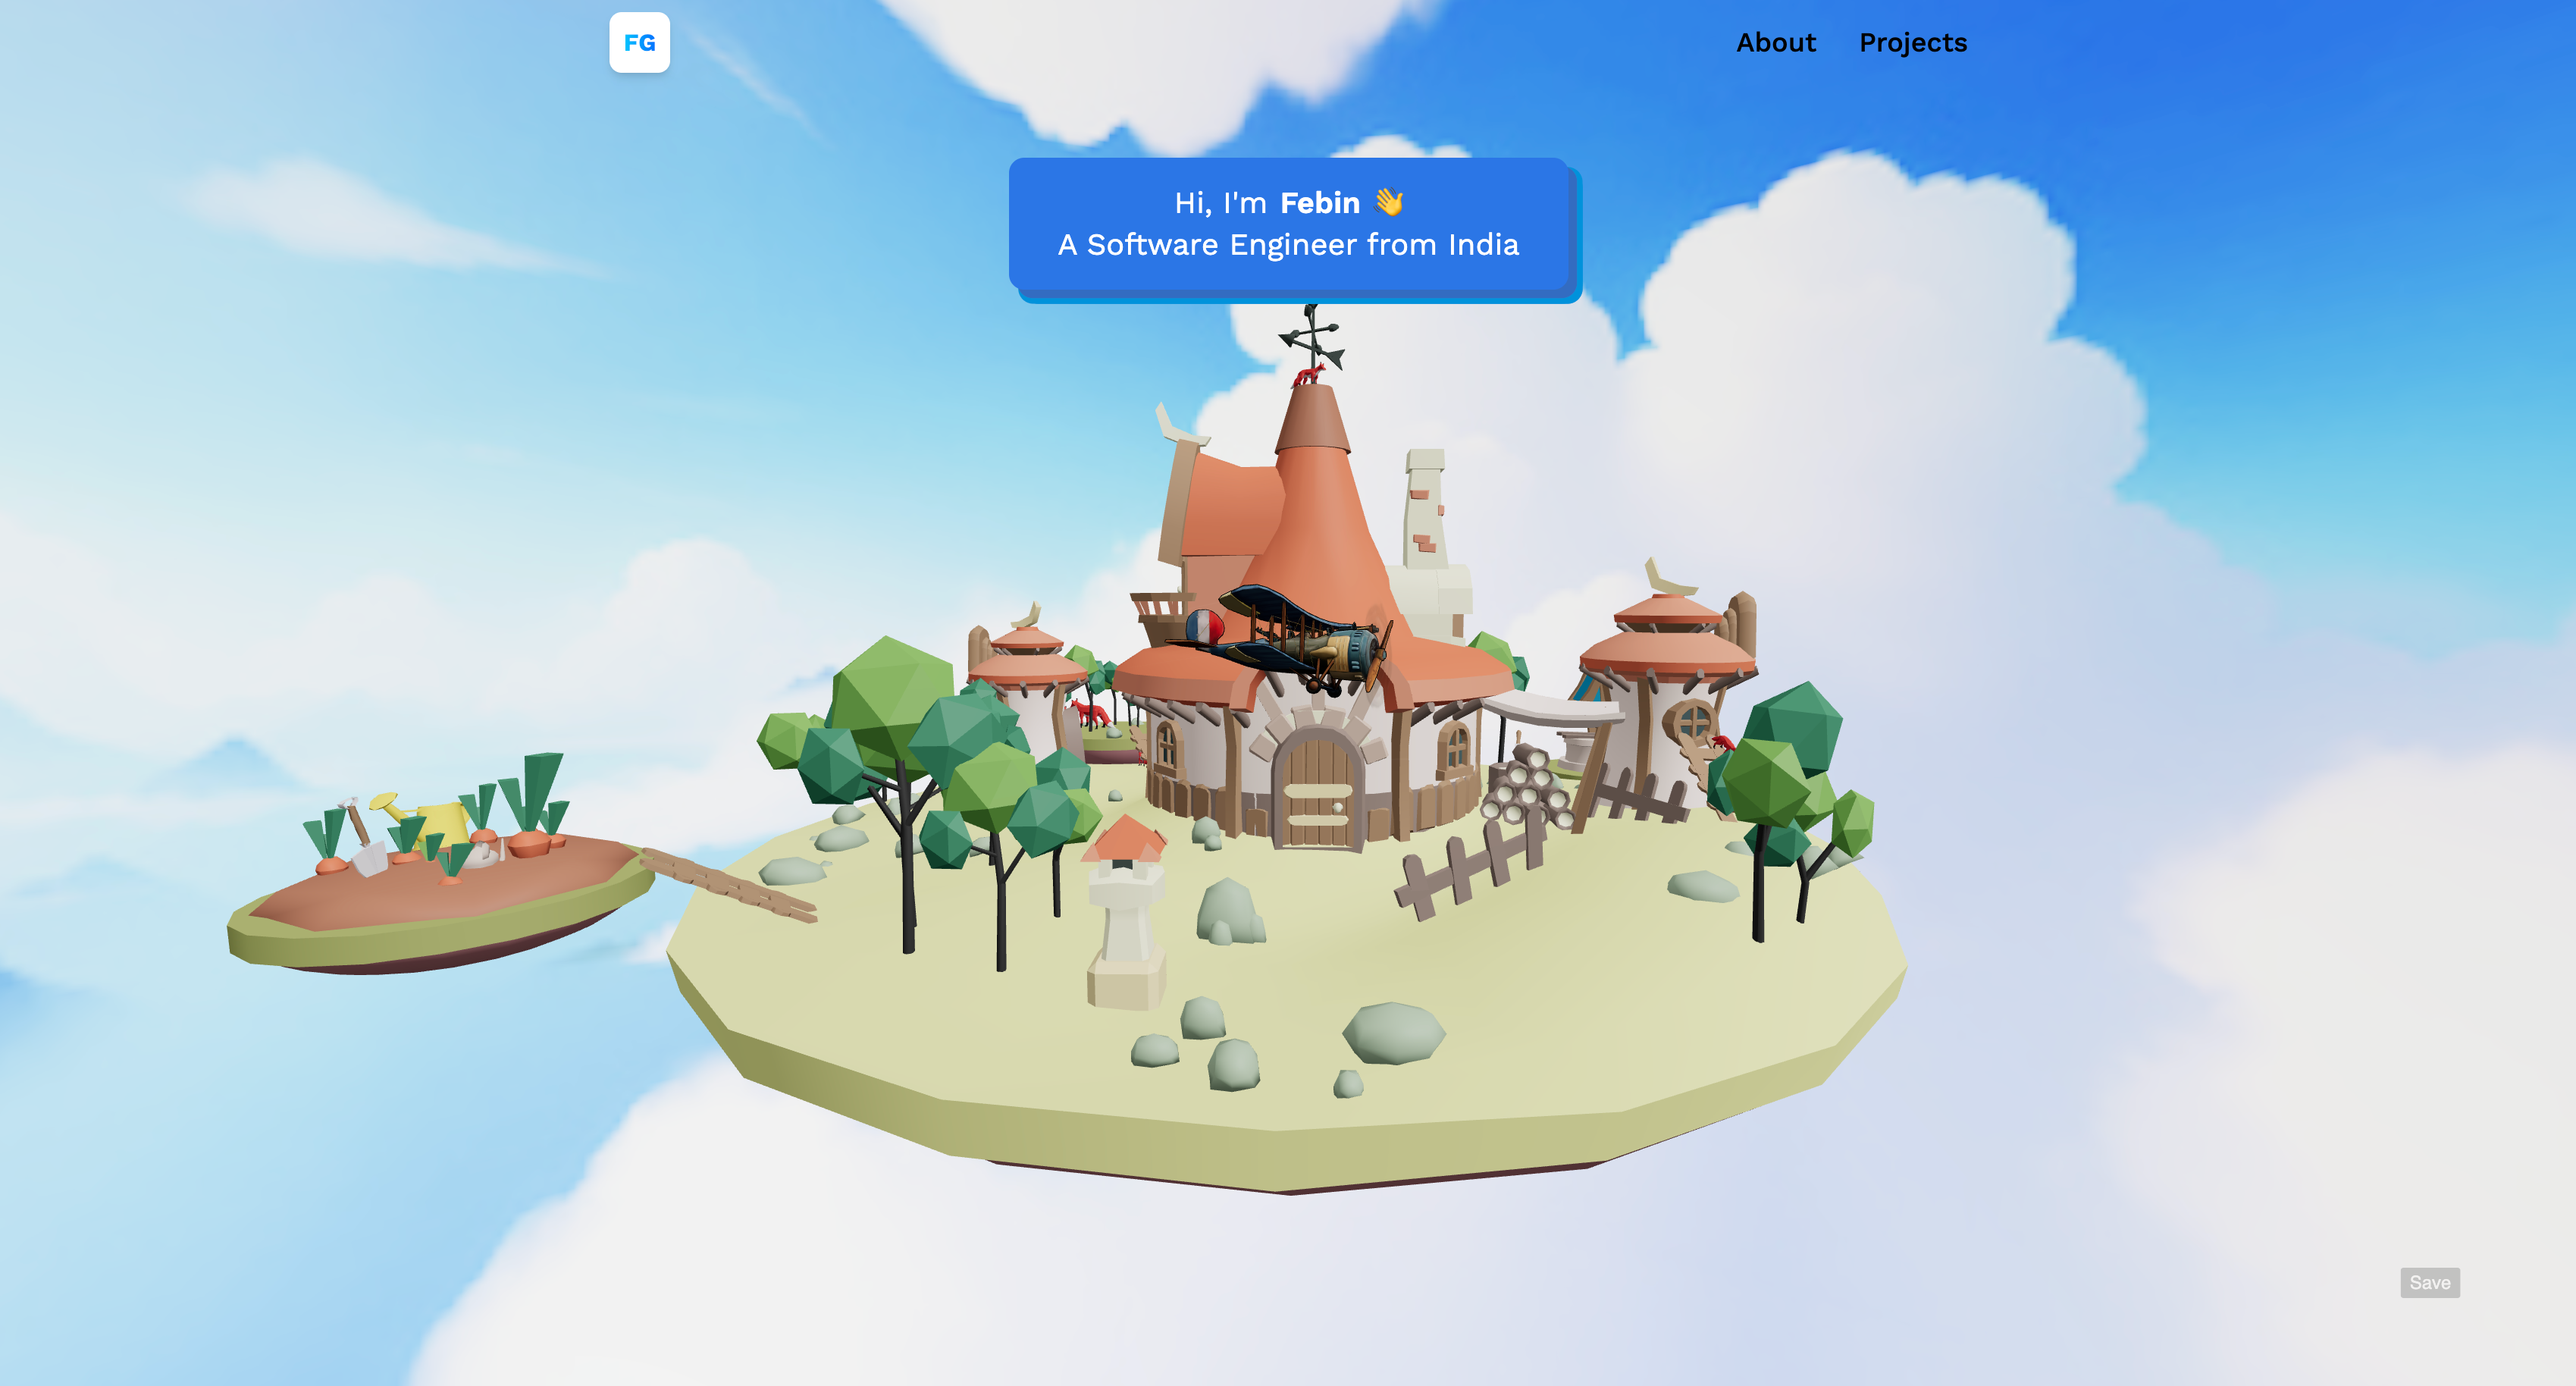 FG
About
Projects
Hi, I'm Febin 👋
A Software Engineer from India
Save